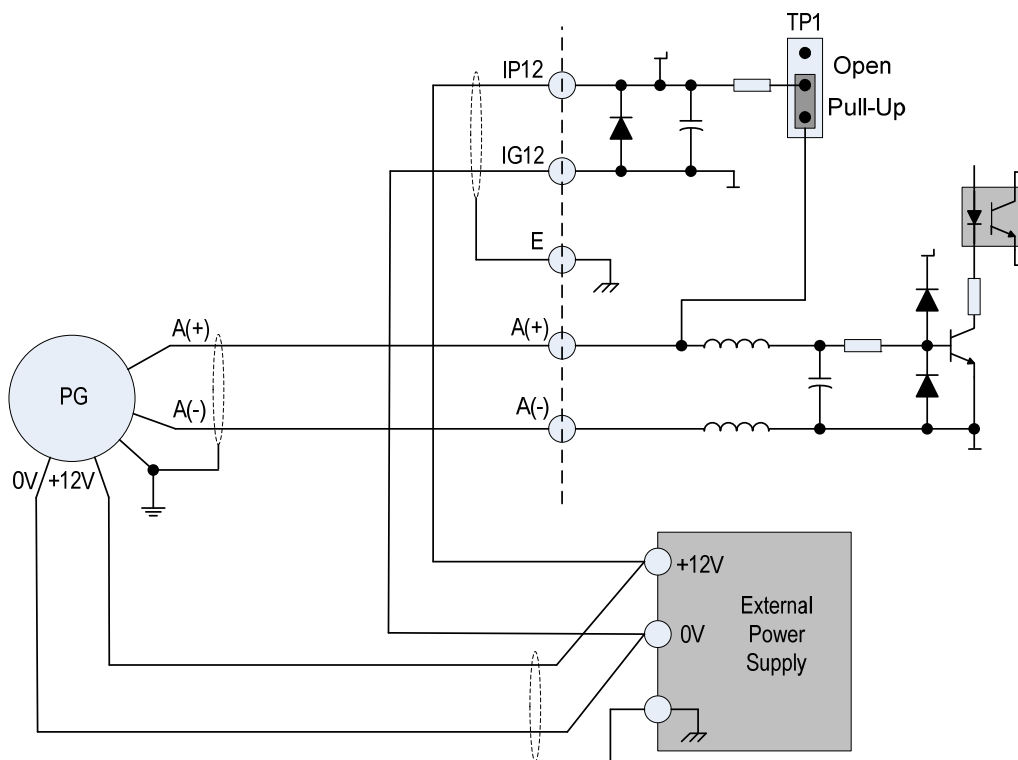 TP1
IP12
Open
Pull-Up
IG12
E
A(+)
A(+)
PG
A(-)
A(-)
0V +12V
+12V
External
Power
Supply
0V